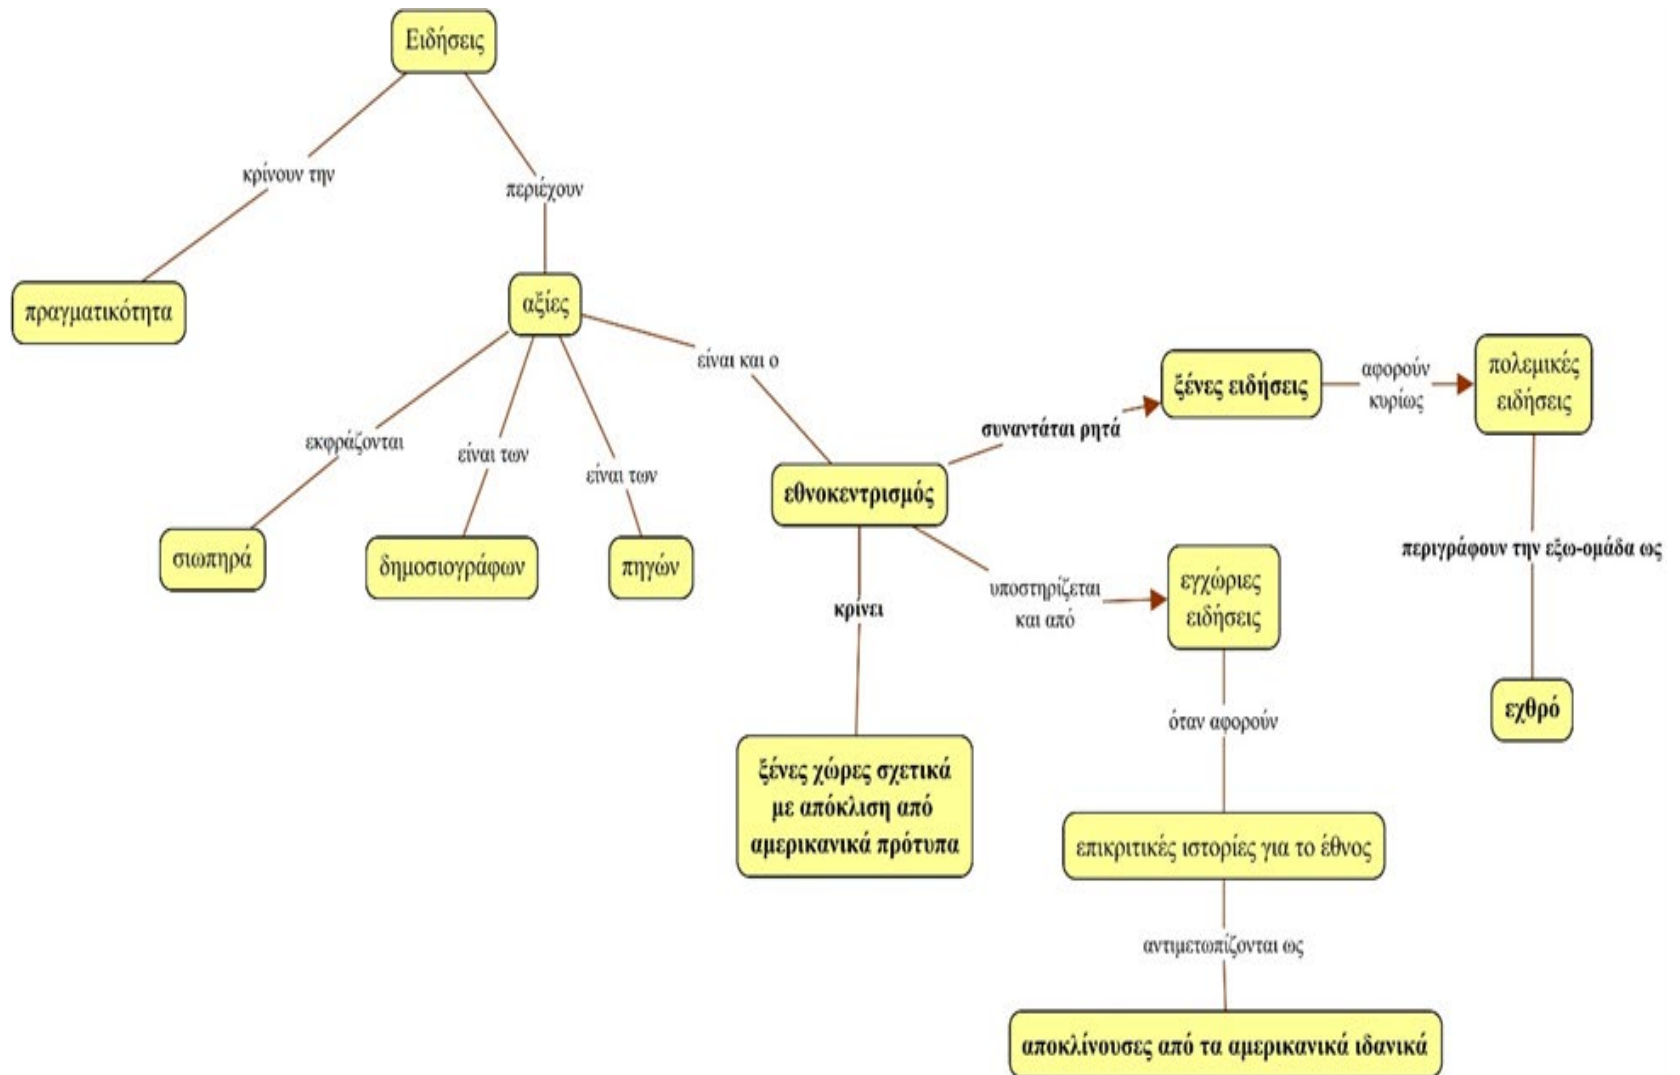 Ειδήσεις
κρίνουν την
περιέχουν
πραγματικότητα
αξίες
είναι και ο
εκφράζονται
είναι των
είναι των
σιωπηρά
δημοσιογράφων
πηγών
εθνοκεντρισμός
συναντάται ρητά
ξένες ειδήσεις
αφορούν
κυρίως
πολεμικές
ειδήσεις
περιγράφουν την εξω-ομάδα ως
εχθρό
κρίνει
ξένες χώρες σχετικά
με απόκλιση από
αμερικανικά πρότυπα
υποστηρίζεται
και από
εγχώριες
ειδήσεις
όταν αφορούν
επικριτικές ιστορίες για το έθνος
αντιμετωπίζονται ως
αποκλίνουσες από τα αμερικανικά ιδανικά